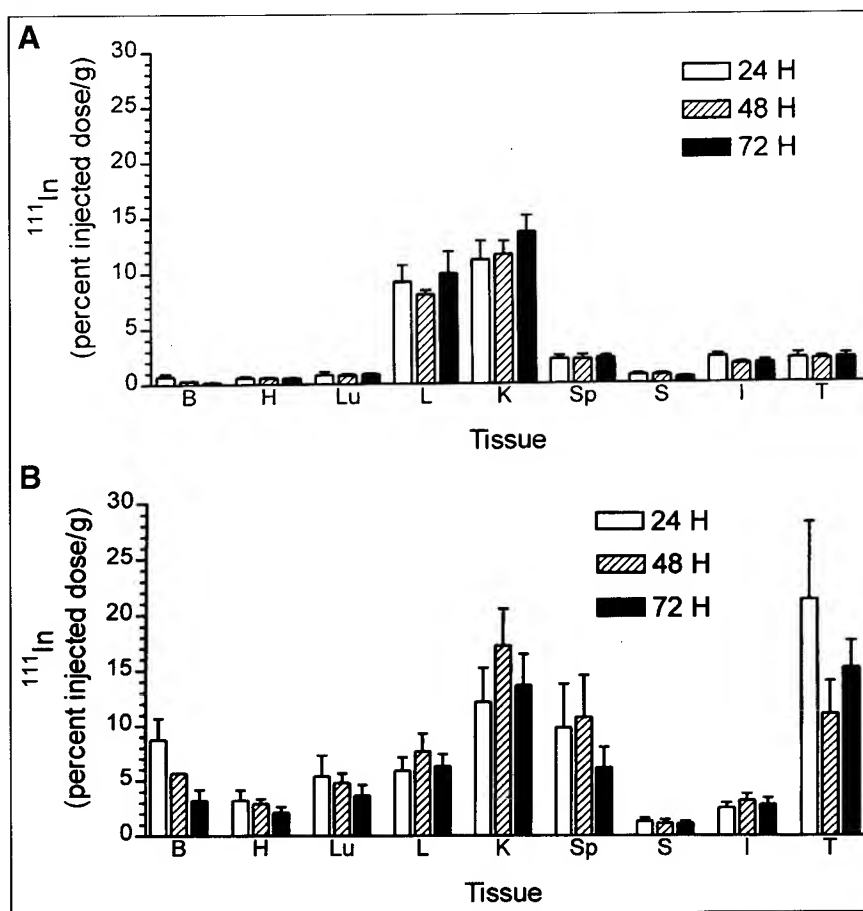 A
30
25
20
15
10
5
0
¹¹¹In
(percent injected dose/g)
24 H
48 H
72 H
B H Lu L K Sp S I T
Tissue
B
30
25
20
15
10
5
0
¹¹¹In
(percent injected dose/g)
24 H
48 H
72 H
B H Lu L K Sp S I T
Tissue